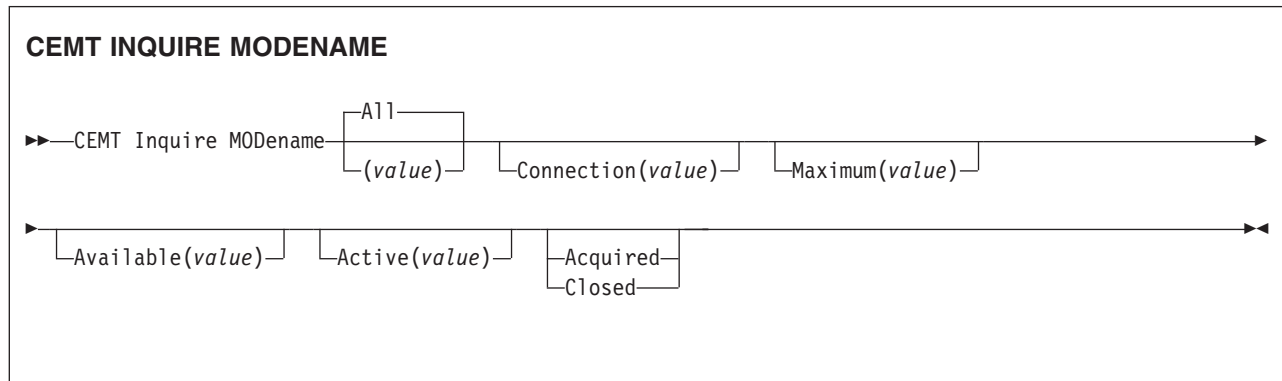 CEMT INQUIRE MODENAME
All
CEMT Inquire MODename
(value) Connection(value) Maximum(value)
Available(value) Active(value) Acquired
Closed